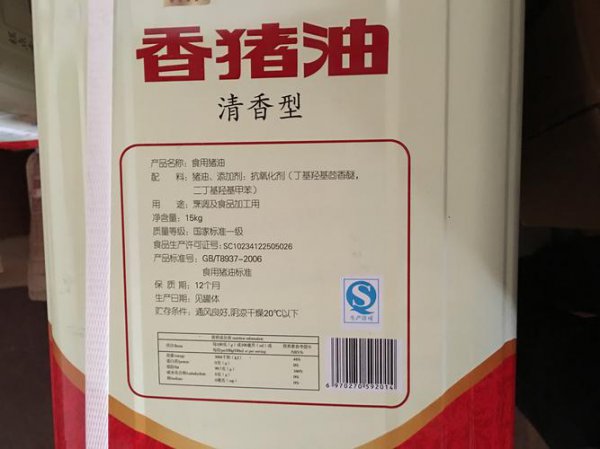 香猪油
清香型
产品名称：食用猪油
配 料：猪油、添加剂：抗氧化剂（丁基羟基茴香醚，
二丁基羟基甲苯）
用 途：烹调及食品加工用
净含量：15kg
质量等级：国家标准一级
食品生产许可证号：SC10234122505026
产品标准号：GB/T8937-2006
食用猪油标准
保 质 期：12个月
生产日期：见罐体
贮存条件：通风良好，阴凉干燥20℃以下
生产许可
6970270592014